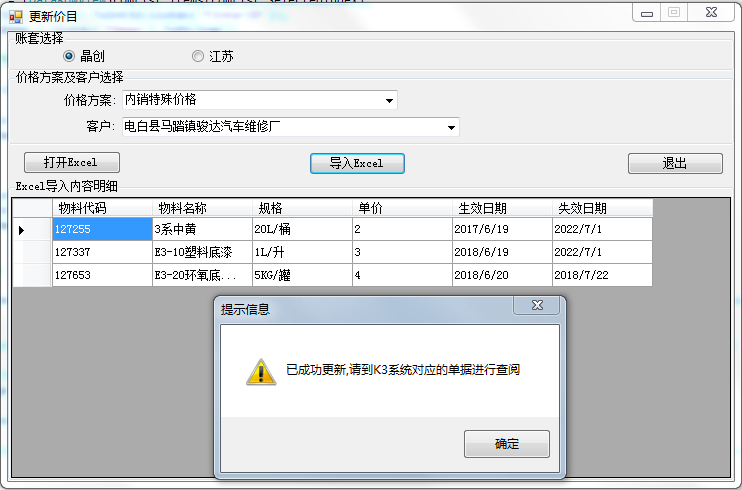 更新价目
账套选择
晶创 江苏
价格方案及客户选择
价格方案: 内销特殊价格
客户: 电白县马踏镇骏达汽车维修厂
打开Excel 导入Excel 退出
Excel导入内容明细
物料代码 物料名称 规格 单价 生效日期 失效日期
127255 3系中黄 20L/桶 2 2017/6/19 2022/7/1
127337 E3-10塑料底漆 1L/升 3 2018/6/19 2022/7/1
127653 E3-20环氧底... 5KG/罐 4 2018/6/20 2018/7/22
提示信息
已成功更新,请到K3系统对应的单据进行查阅
确定